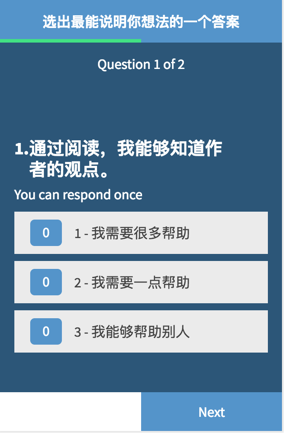 选出最能说明你想法的一个答案
Question 1 of 2
1.通过阅读，我能够知道作
者的观点。
You can respond once
0 1 - 我需要很多帮助
0 2 - 我需要一点帮助
0 3 - 我能够帮助别人
Next